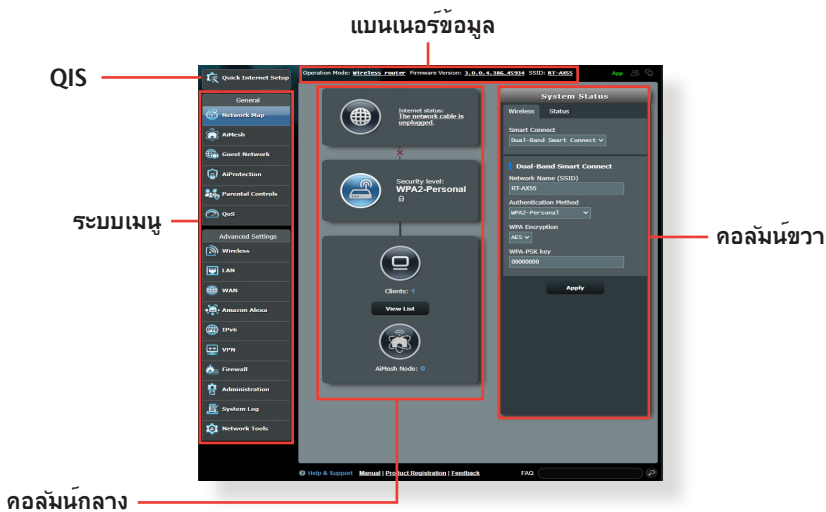 แบนเนอร์ข้อมูล
QIS
ระบบเมนู
คอลัมน์กลาง
คอลัมน์ขวา
Quick Internet Setup
Operation Mode: Wireless router Firmware Version: 3.0.0.4.386_45934 SSID: RT-AX55
App
General
Network Map
AiMesh
Guest Network
AiProtection
Parental Controls
QoS
Advanced Settings
Wireless
LAN
WAN
Amazon Alexa
IPv6
VPN
Firewall
Administration
System Log
Network Tools
Internet status:
The network cable is
unplugged.
Security level:
WPA2-Personal
Clients: 1
View List
AiMesh Node: 0
System Status
Wireless Status
Smart Connect
Dual-Band Smart Connect
Dual-Band Smart Connect
Network Name (SSID)
RT-AX55
Authentication Method
WPA2-Personal
WPA Encryption
AES
WPA-PSK key
00000000
Apply
Help & Support Manual | Product Registration | Feedback FAQ